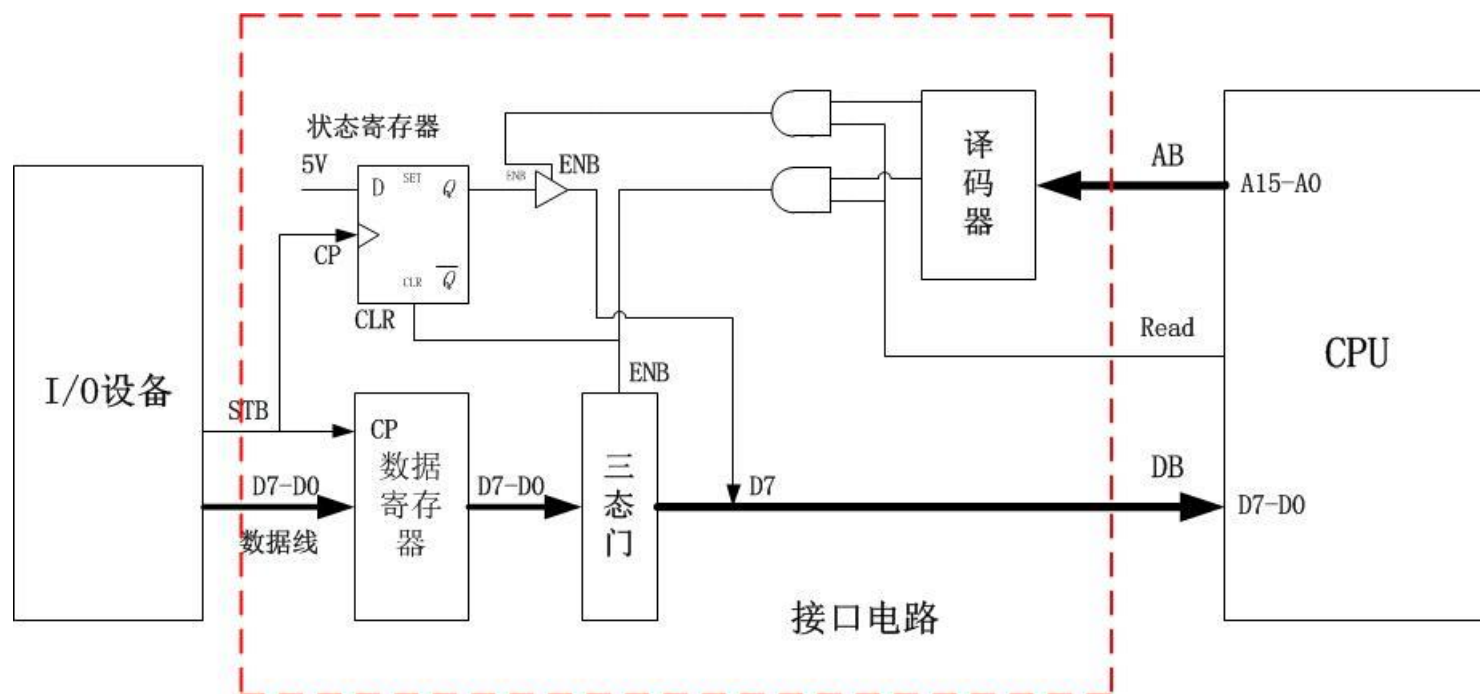 状态寄存器
5V
D
SET
Q
ENB
ENB
CP
CLR
Q
CLR
译
码
器
AB
A15-A0
Read
CPU
I/O设备
STB
CP
数据
寄存
器
D7-D0
数据线
D7-D0
ENB
三
态
门
D7
DB
D7-D0
接口电路